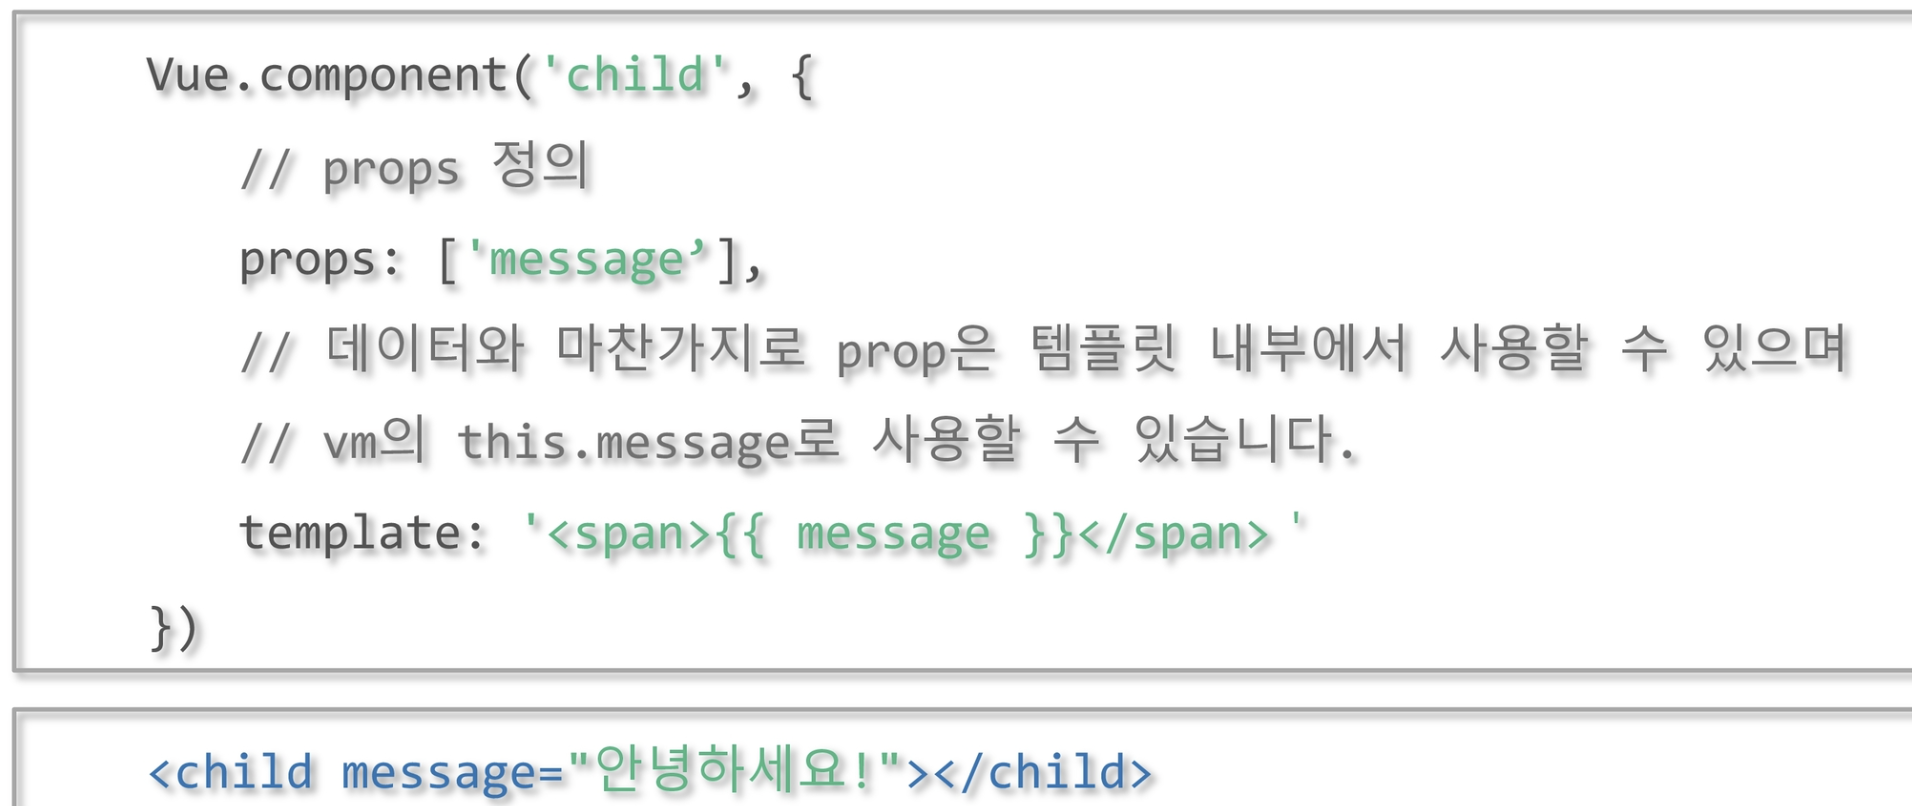 Vue.component('child', {
// props 정의
props: ['message’],
// 데이터와 마찬가지로 prop은 템플릿 내부에서 사용할 수 있으며
// vm의 this.message로 사용할 수 있습니다.
template: '<span>{{ message }}</span> '
})
<child message="안녕하세요!"></child>